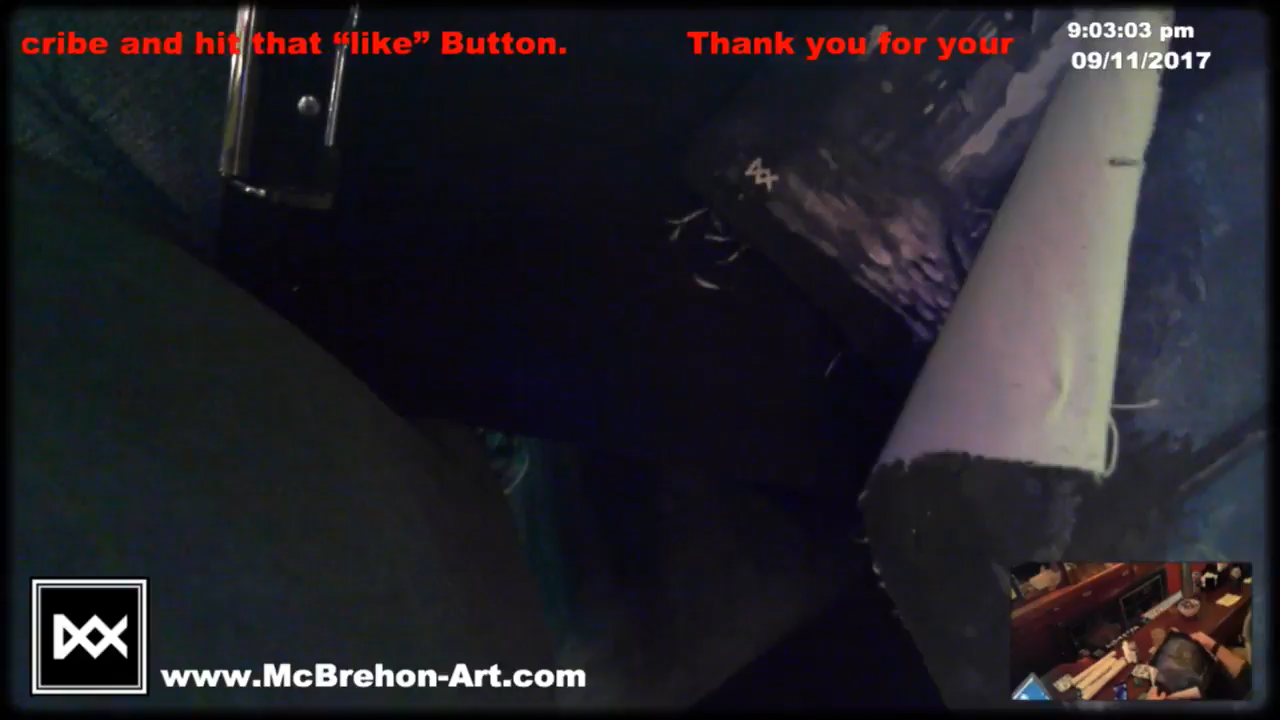 cribe and hit that “like” Button. Thank you for your
9:03:03 pm
09/11/2017
www.McBrehon-Art.com